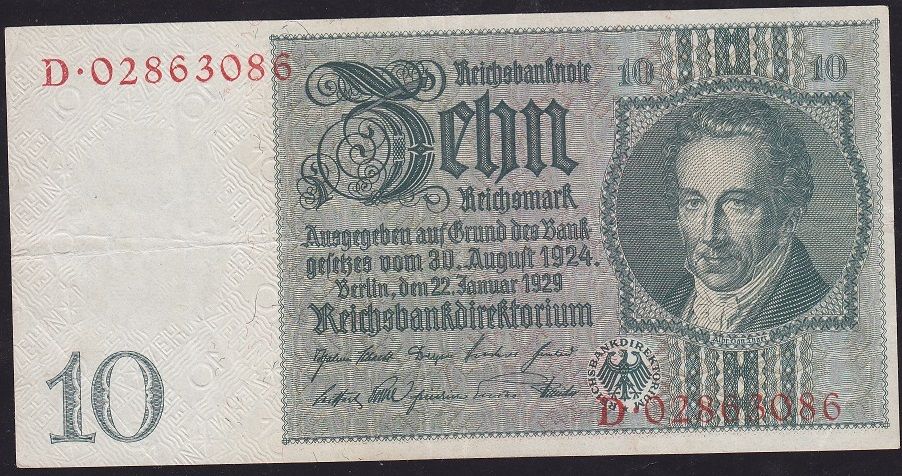 D·02863086
Reichsbanknote
10 10
Zehn
Reichsmark
Ausgegeben auf Grund des Bank-
gesetzes vom 30. August 1924.
Berlin, den 22. Januar 1929
Reichsbankdirektorium
REICHSBANKDIREKTORIUM
10
D·02863086